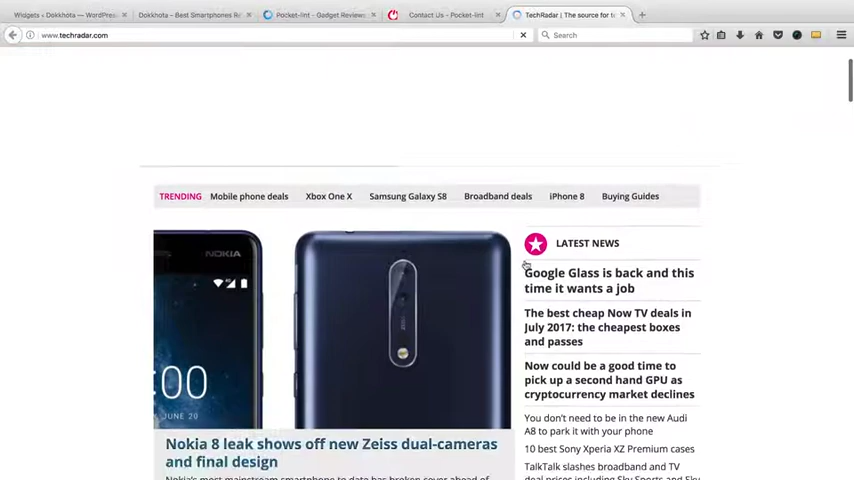 Widgets ‹ Dokkhota — WordPres
Dokkhota – Best Smartphones Re
Pocket-lint - Gadget Reviews
Contact Us - Pocket-lint
TechRadar | The source for t
www.techradar.com
Search
TRENDING Mobile phone deals Xbox One X Samsung Galaxy S8 Broadband deals iPhone 8 Buying Guides
NOKIA
:00
JUNE 20
Nokia 8 leak shows off new Zeiss dual-cameras
and final design
Nokia's most mainstream smartphone to date has broken cover ahead of
LATEST NEWS
Google Glass is back and this
time it wants a job
The best cheap Now TV deals in
July 2017: the cheapest boxes
and passes
Now could be a good time to
pick up a second hand GPU as
cryptocurrency market declines
You don't need to be in the new Audi
A8 to park it with your phone
10 best Sony Xperia XZ Premium cases
TalkTalk slashes broadband and TV
deal prices including Sky Sports and Sky